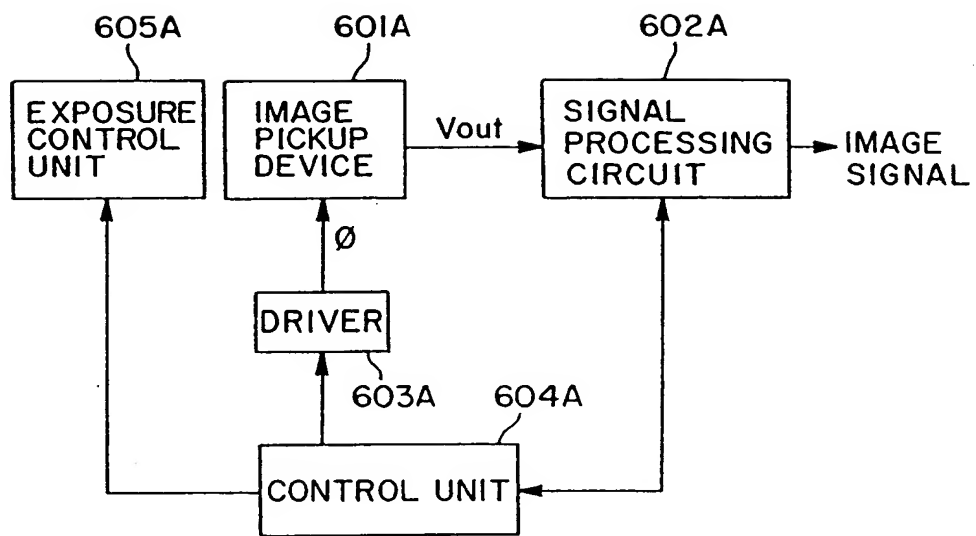 605A
601A
602A
EXPOSURE
CONTROL
UNIT
IMAGE
PICKUP
DEVICE
Vout
SIGNAL
PROCESSING
CIRCUIT
IMAGE
SIGNAL
Ø
DRIVER
603A
604A
CONTROL UNIT